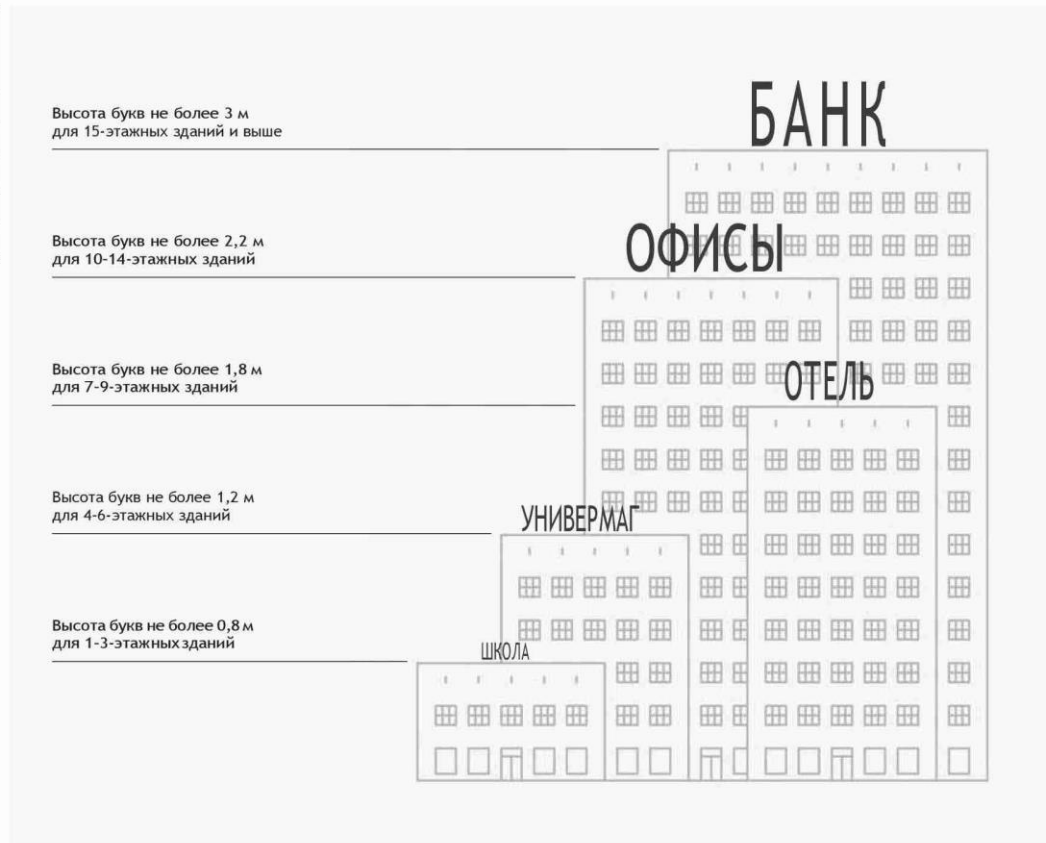 Высота букв не более 3 м
для 15-этажных зданий и выше
БАНК
Высота букв не более 2,2 м
для 10-14-этажных зданий
ОФИСЫ
Высота букв не более 1,8 м
для 7-9-этажных зданий
ОТЕЛЬ
Высота букв не более 1,2 м
для 4-6-этажных зданий
УНИВЕРМАГ
Высота букв не более 0,8 м
для 1-3-этажных зданий
ШКОЛА